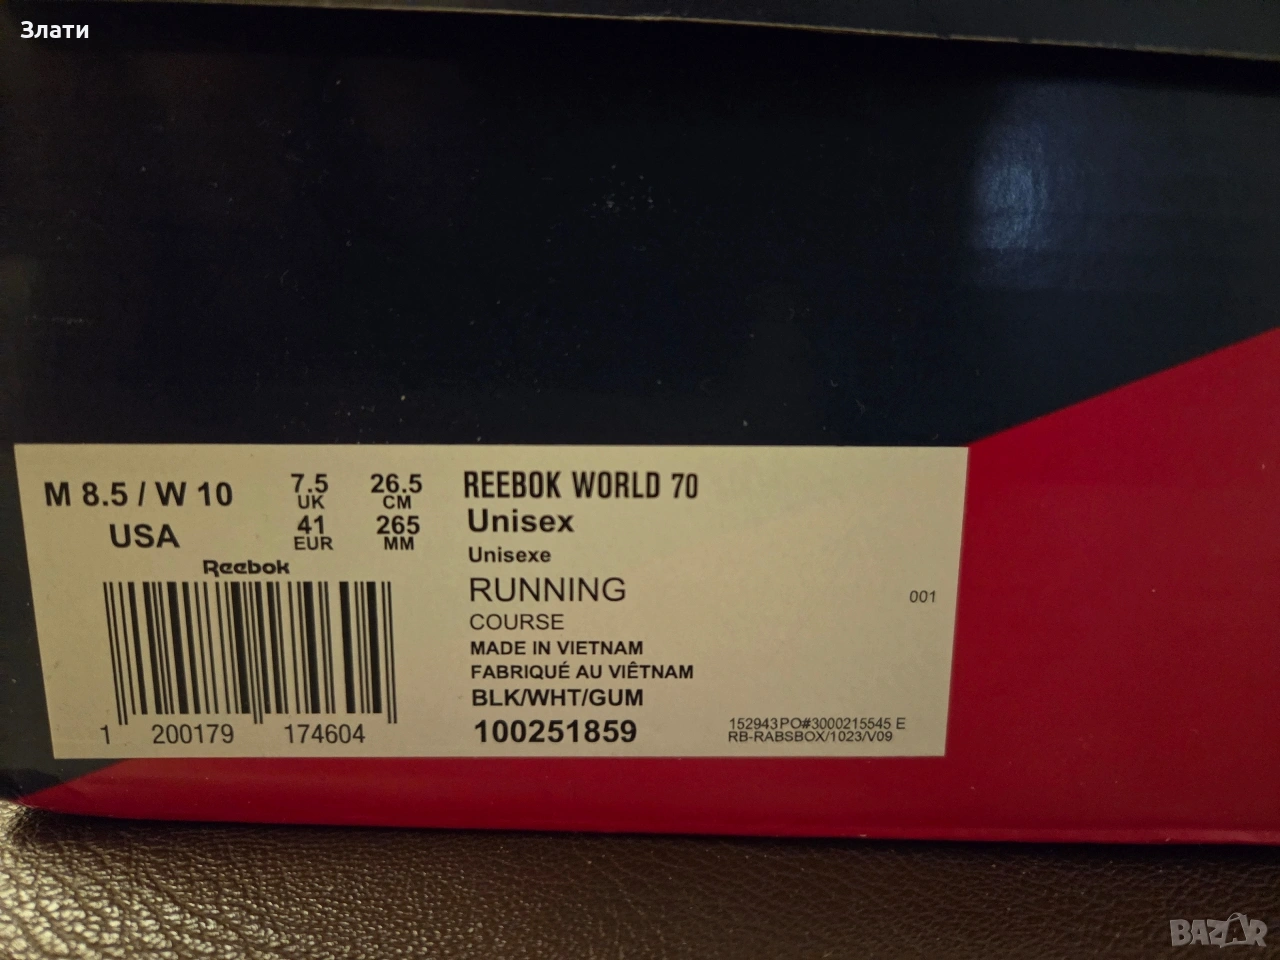 Злати
M 8.5 / W 10
USA
7.5
UK
41
EUR
26.5
CM
265
MM
Reebok
1 200179 174604
REEBOK WORLD 70
Unisex
Unisexe
RUNNING
COURSE
MADE IN VIETNAM
FABRIQUÉ AU VIÊTNAM
BLK/WHT/GUM
100251859
001
152943PO#3000215545 E
RB-RABSBOX/1023/V09
BAZAR